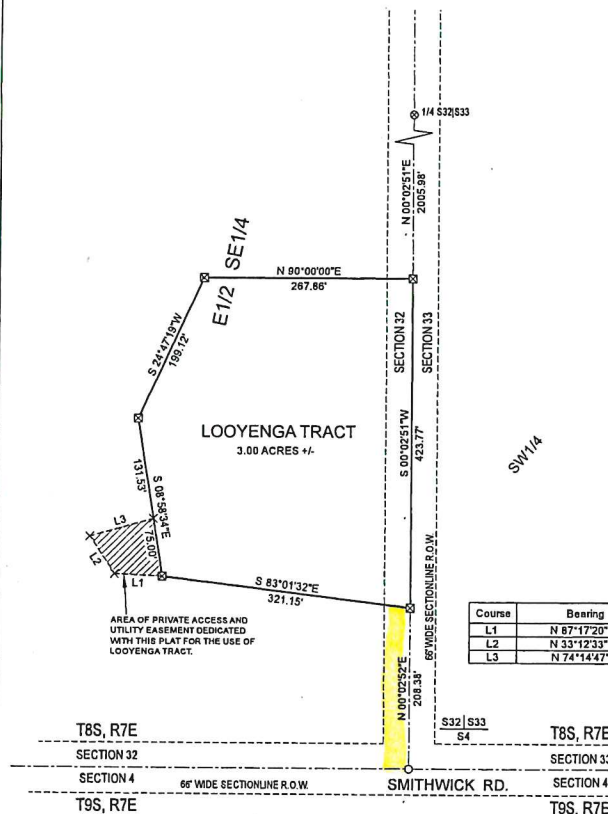 1/4 S32|S33
N 00°02'51"E
2005.98'
SE1/4
E1/2
N 90°00'00"E
267.86'
S 24°47'19"W
199.12'
SECTION 32
SECTION 33
LOOYENGA TRACT
3.00 ACRES +/-
S 00°02'51"W
423.77'
SW1/4
131.53'
S 08°58'34"E
75.00'
L3
L2
L1
S 83°01'32"E
321.15'
66' WIDE SECTIONLINE R.O.W.
AREA OF PRIVATE ACCESS AND
UTILITY EASEMENT DEDICATED
WITH THIS PLAT FOR THE USE OF
LOOYENGA TRACT.
Course Bearing
L1 N 87°17'20"
L2 N 33°12'33"
L3 N 74°14'47"
N 00°02'52"E
208.38'
S32|S33
S4
T8S, R7E
T8S, R7E
SECTION 32
SECTION 33
SECTION 4
66' WIDE SECTIONLINE R.O.W.
SMITHWICK RD.
SECTION 4
T9S, R7E
T9S, R7E